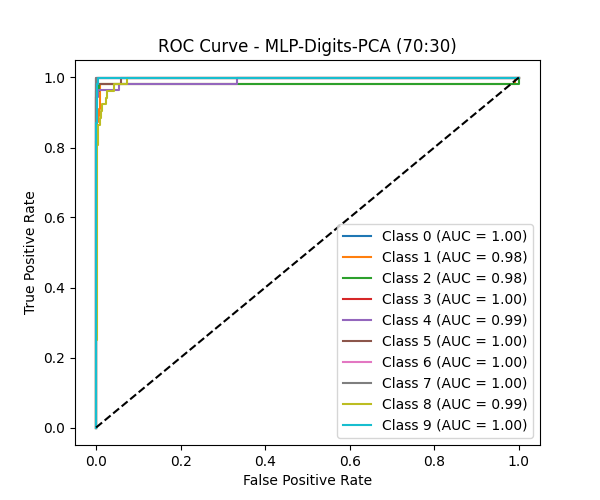 ROC Curve - MLP-Digits-PCA (70:30)
True Positive Rate
1.0
0.8
0.6
0.4
0.2
0.0
Class 0 (AUC = 1.00)
Class 1 (AUC = 0.98)
Class 2 (AUC = 0.98)
Class 3 (AUC = 1.00)
Class 4 (AUC = 0.99)
Class 5 (AUC = 1.00)
Class 6 (AUC = 1.00)
Class 7 (AUC = 1.00)
Class 8 (AUC = 0.99)
Class 9 (AUC = 1.00)
0.0 0.2 0.4 0.6 0.8 1.0
False Positive Rate